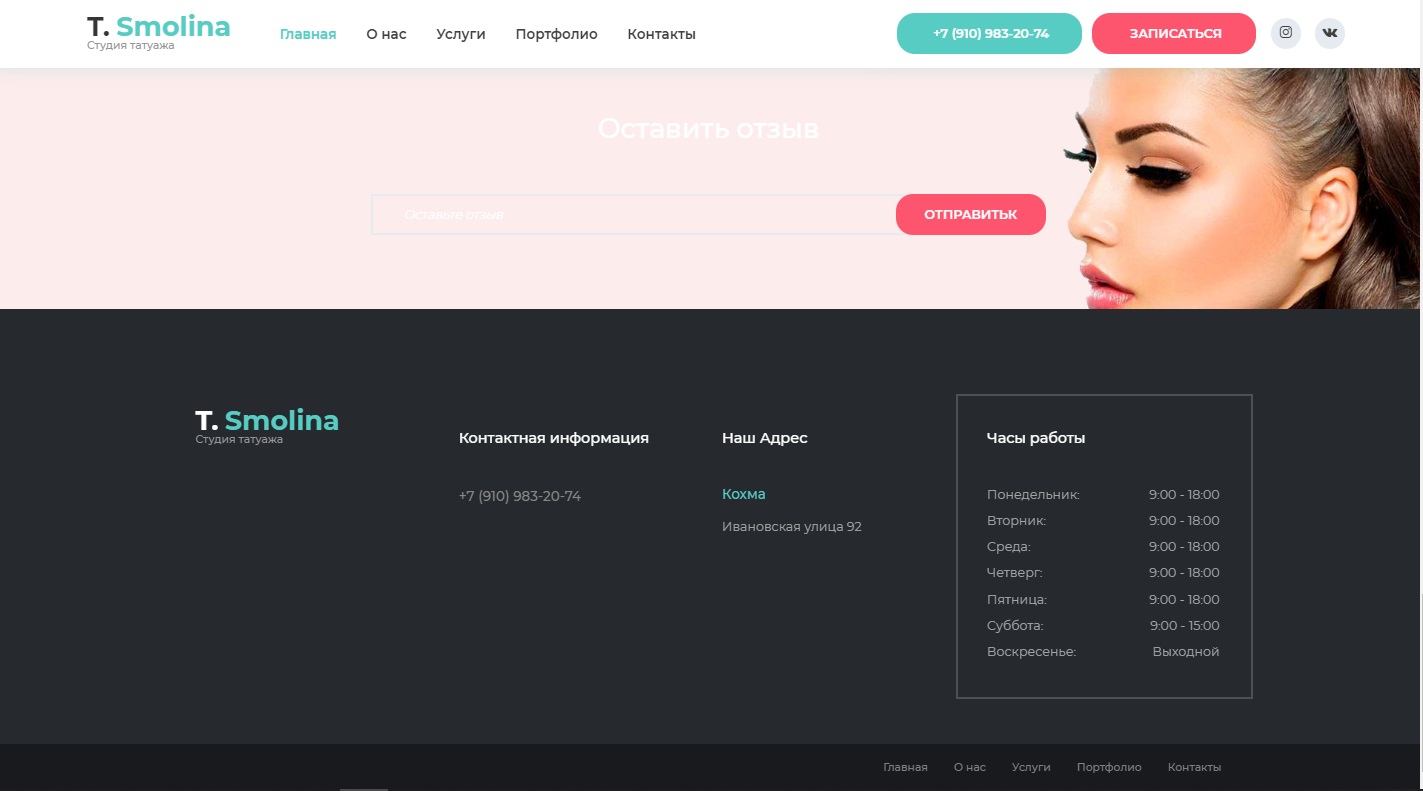 T. Smolina
Студия татуажа
Главная О нас Услуги Портфолио Контакты
+7 (910) 983-20-74
ЗАПИСАТЬСЯ
Оставить отзыв
Оставьте отзыв
ОТПРАВИТЬК
T. Smolina
Студия татуажа
Контактная информация
+7 (910) 983-20-74
Наш Адрес
Кохма
Ивановская улица 92
Часы работы
Понедельник: 9:00 - 18:00
Вторник: 9:00 - 18:00
Среда: 9:00 - 18:00
Четверг: 9:00 - 18:00
Пятница: 9:00 - 18:00
Суббота: 9:00 - 15:00
Воскресенье: Выходной
Главная О нас Услуги Портфолио Контакты